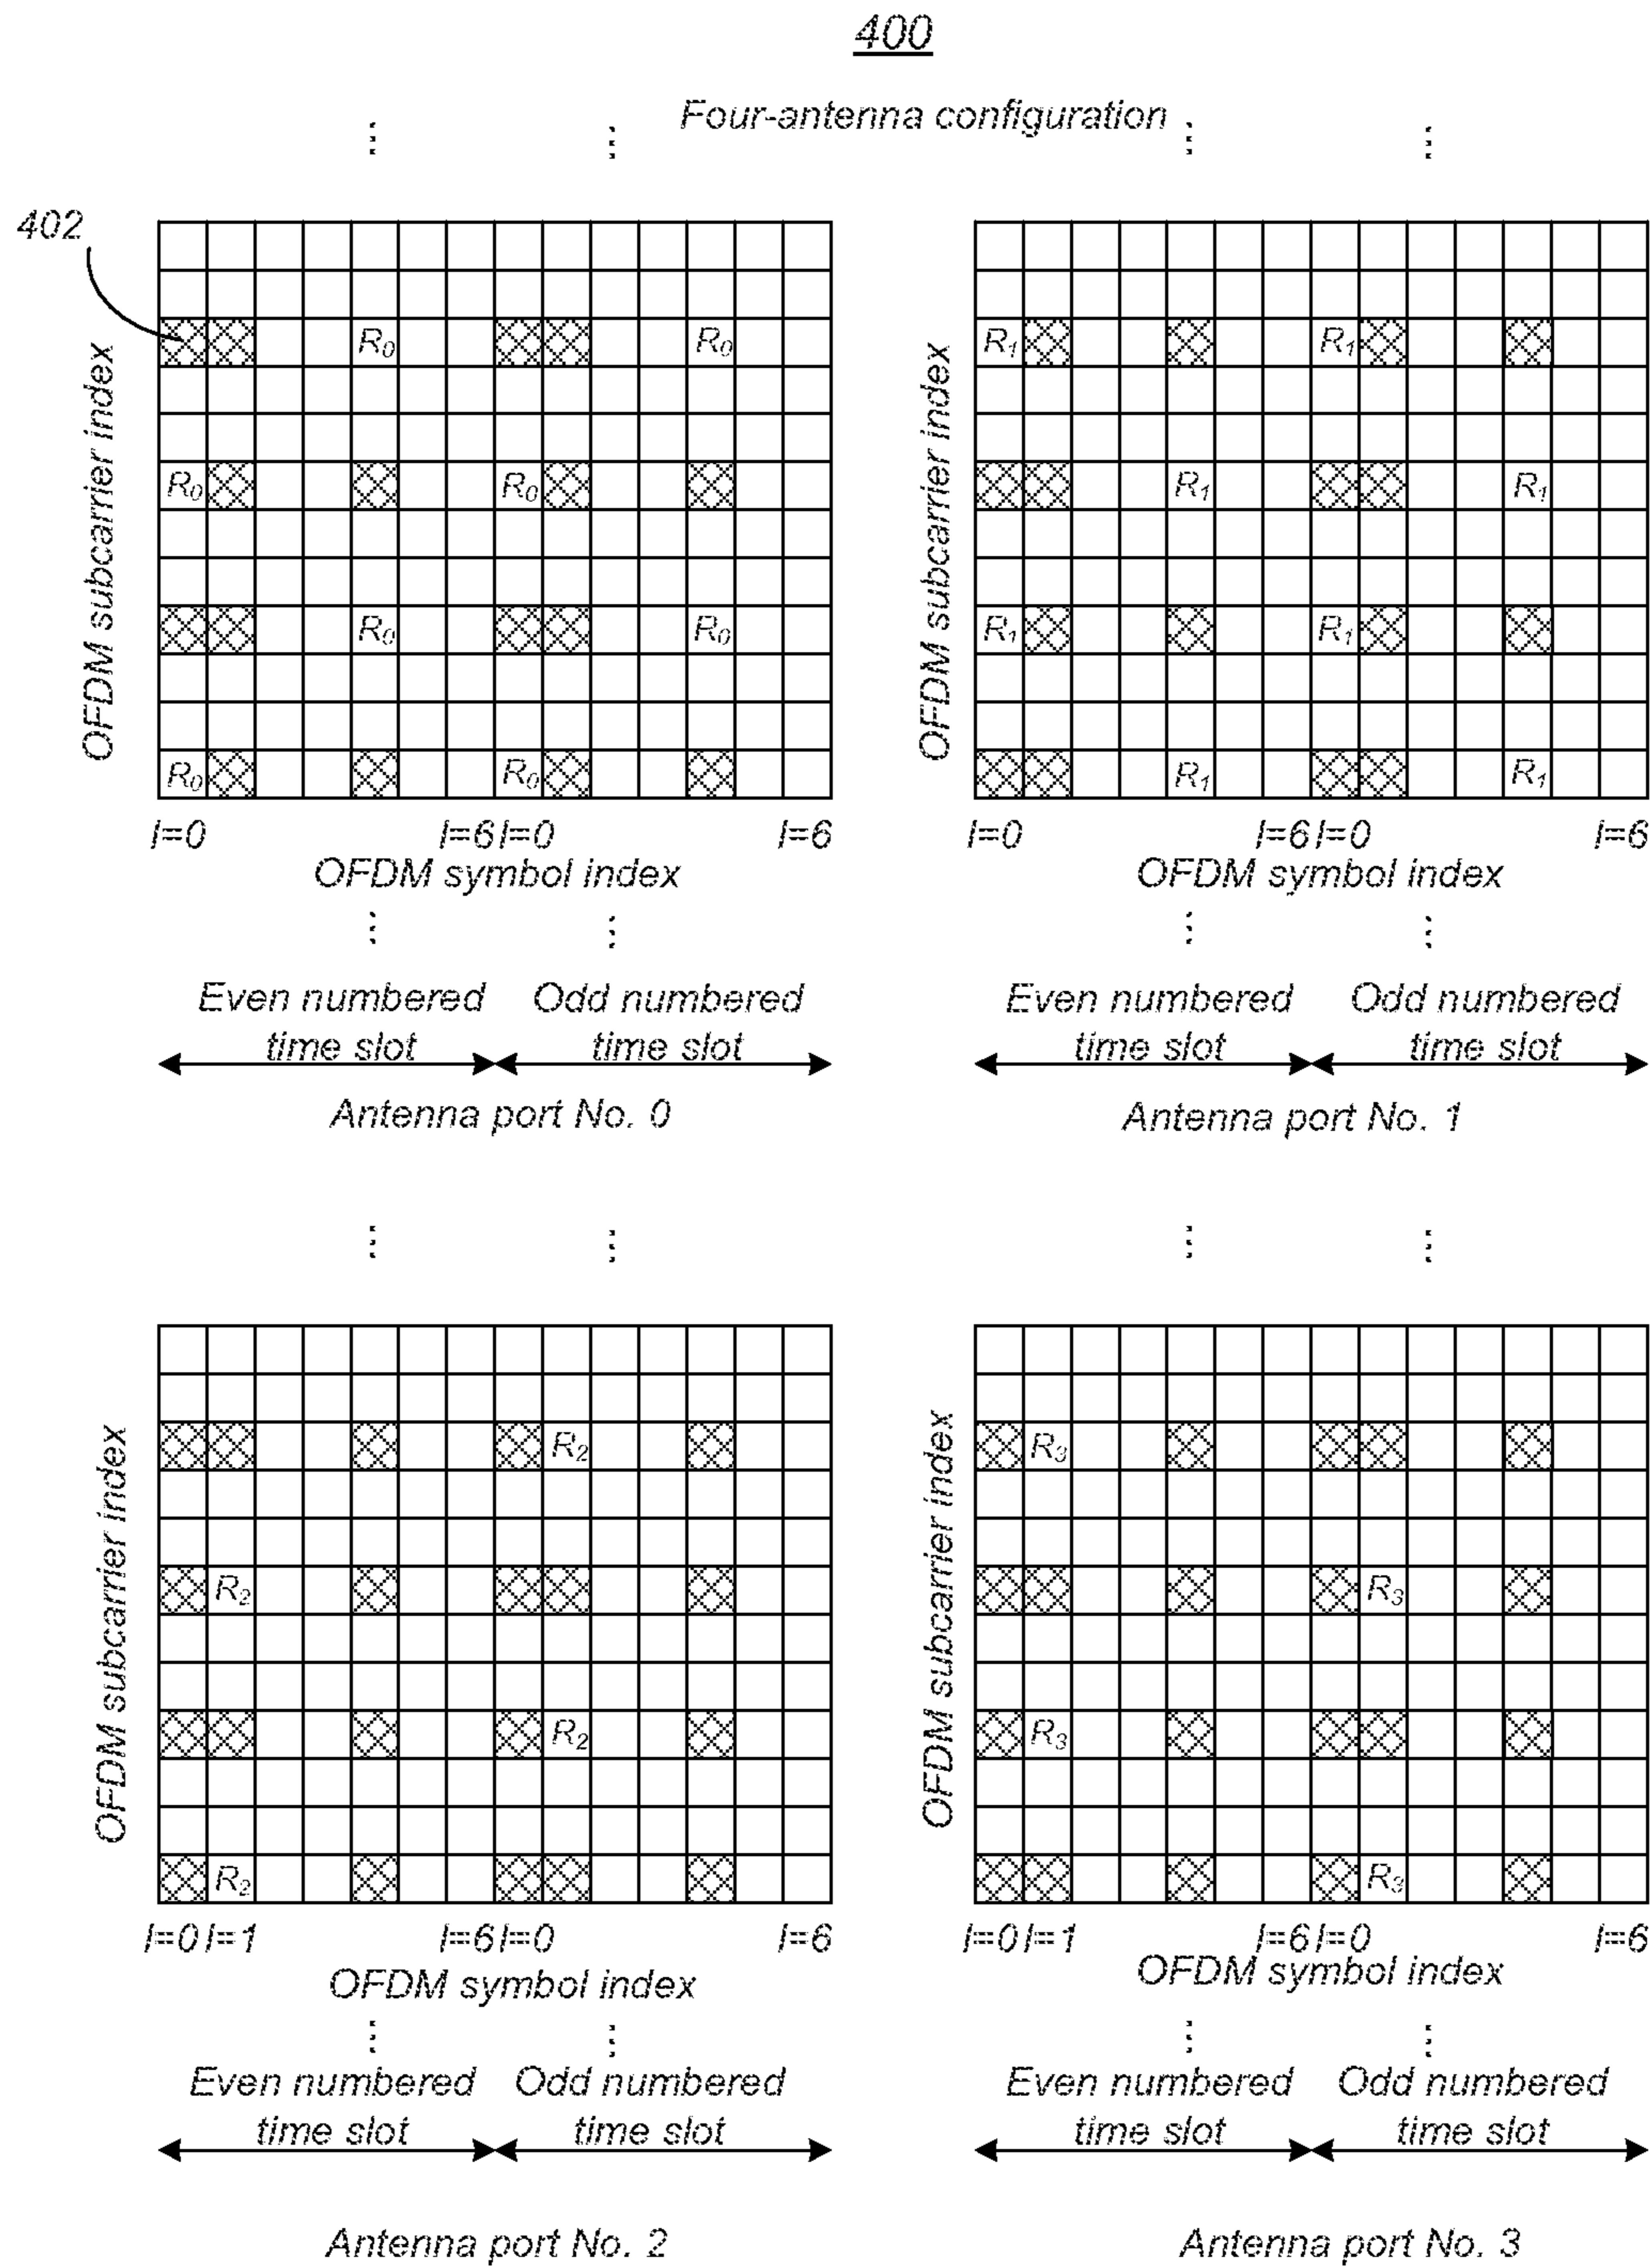 400
Four-antenna configuration
⋮ ⋮ ⋮ ⋮
402
R₀ R₀ R₁ R₁
OFDM subcarrier index OFDM subcarrier index
R₀ R₀ R₁ R₁
R₀ R₀ R₁ R₁
R₀ R₀ R₁ R₁
l=0 l=6 l=0 l=6 l=0 l=6 l=0 l=6
OFDM symbol index OFDM symbol index
⋮ ⋮ ⋮ ⋮
Even numbered Odd numbered Even numbered Odd numbered
time slot time slot time slot time slot
Antenna port No. 0 Antenna port No. 1
⋮ ⋮ ⋮ ⋮
R₂ R₃
OFDM subcarrier index OFDM subcarrier index
R₂ R₃
R₂ R₃
R₂ R₃
l=0 l=1 l=6 l=0 l=6 l=0 l=1 l=6 l=0 l=6
OFDM symbol index OFDM symbol index
⋮ ⋮ ⋮ ⋮
Even numbered Odd numbered Even numbered Odd numbered
time slot time slot time slot time slot
Antenna port No. 2 Antenna port No. 3